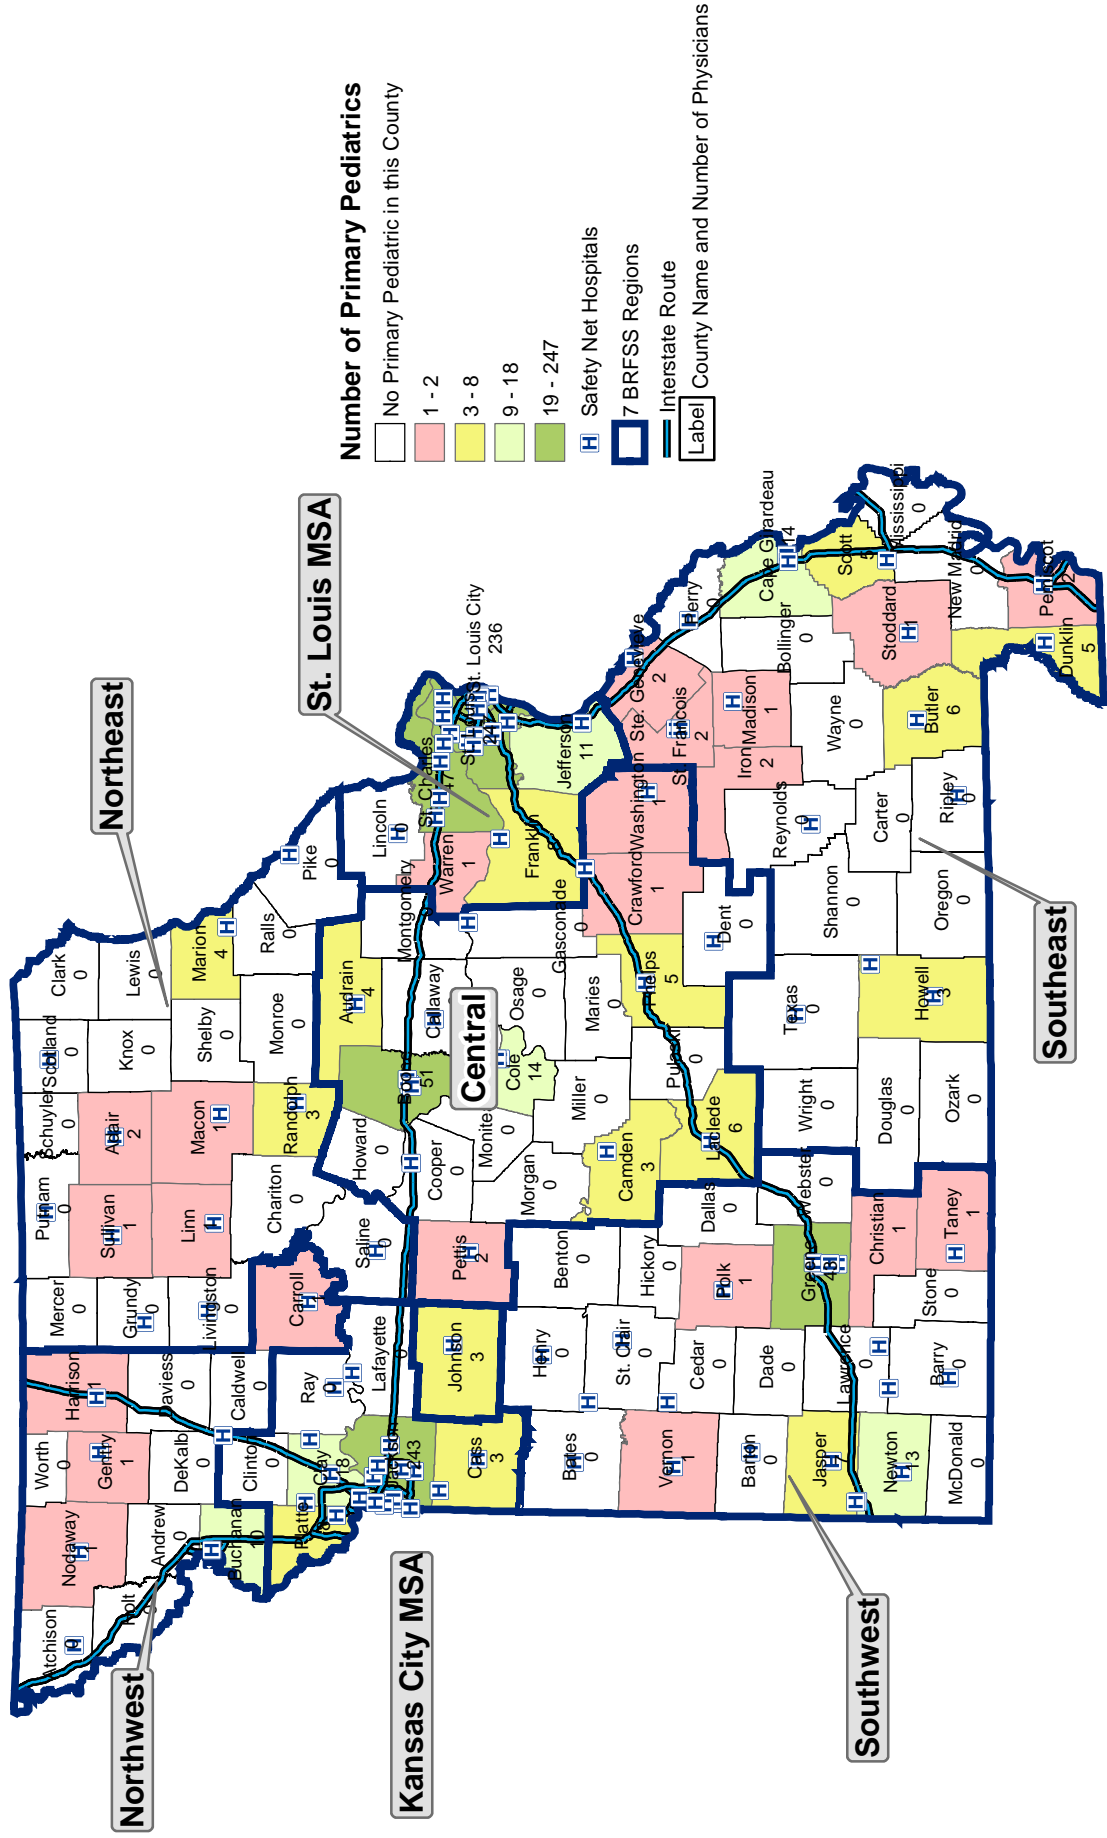 Number of Primary Pediatrics
No Primary Pediatric in this County
1 - 2
3 - 8
9 - 18
19 - 247
H Safety Net Hospitals
7 BRFSS Regions
Interstate Route
Label County Name and Number of Physicians
Northwest
Northeast
Kansas City MSA
St. Louis MSA
Central
Southwest
Southeast
Atchison
0
Nodaway
1
Worth
0
Harrison
1
Mercer
0
Putnam
0
Schuyler
0
Scotland
0
Clark
0
Holt
Andrew
0
Gentry
1
DeKalb
0
Daviess
0
Grundy
0
Sullivan
1
Adair
2
Knox
0
Lewis
0
Buchanan
10
Clinton
0
Caldwell
0
Livingston
0
Linn
Macon
1
Shelby
0
Marion
4
Platte
8
Clay
18
Ray
0
Carroll
Chariton
0
Randolph
3
Monroe
0
Ralls
0
Pike
0
Jackson
243
Lafayette
0
Saline
0
Howard
0
Boone
51
Audrain
4
Callaway
Montgomery
0
Lincoln
0
Warren
1
St. Charles
47
St. Louis
St. Louis City
236
Cass
3
Johnson
3
Pettis
2
Cooper
0
Moniteau
0
Cole
14
Osage
0
Gasconade
0
Franklin
8
Jefferson
11
Bates
0
Henry
0
Benton
0
Morgan
0
Miller
0
Maries
0
Camden
3
Pulaski
0
Phelps
5
Crawford
1
Washington
1
Ste. Genevieve
2
St. Francois
2
Perry
0
Vernon
1
St. Clair
0
Hickory
0
Cedar
0
Polk
1
Dallas
0
Laclede
6
Dent
0
Iron
2
Madison
1
Bollinger
0
Cape Girardeau
14
Barton
0
Dade
0
Greene
48
Webster
0
Wright
0
Texas
0
Shannon
0
Reynolds
0
Wayne
0
Scott
5
Mississippi
0
Jasper
Lawrence
0
Christian
1
Douglas
0
Howell
3
Carter
0
Stoddard
1
New Madrid
0
Newton
13
McDonald
0
Barry
0
Stone
0
Taney
1
Ozark
0
Oregon
0
Ripley
0
Butler
6
Dunklin
5
Pemiscot
2